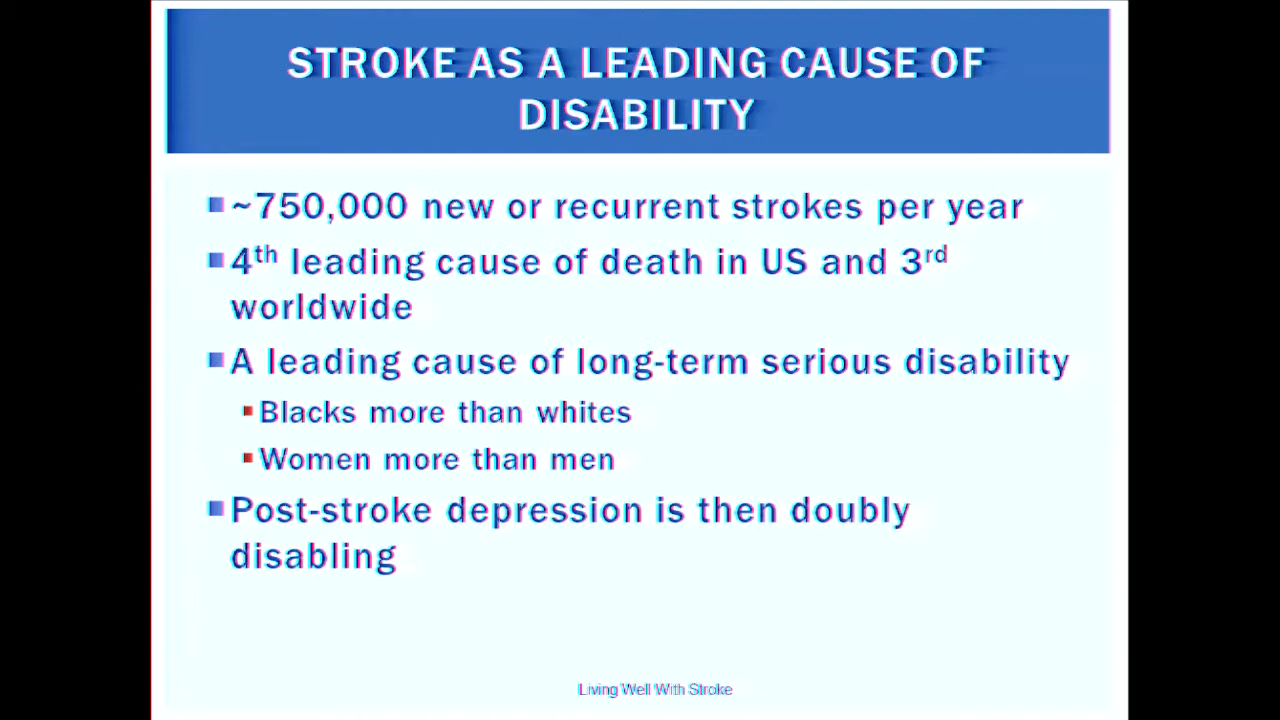 STROKE AS A LEADING CAUSE OF
DISABILITY
~750,000 new or recurrent strokes per year
4th leading cause of death in US and 3rd
worldwide
A leading cause of long-term serious disability
Blacks more than whites
Women more than men
Post-stroke depression is then doubly
disabling
Living Well With Stroke